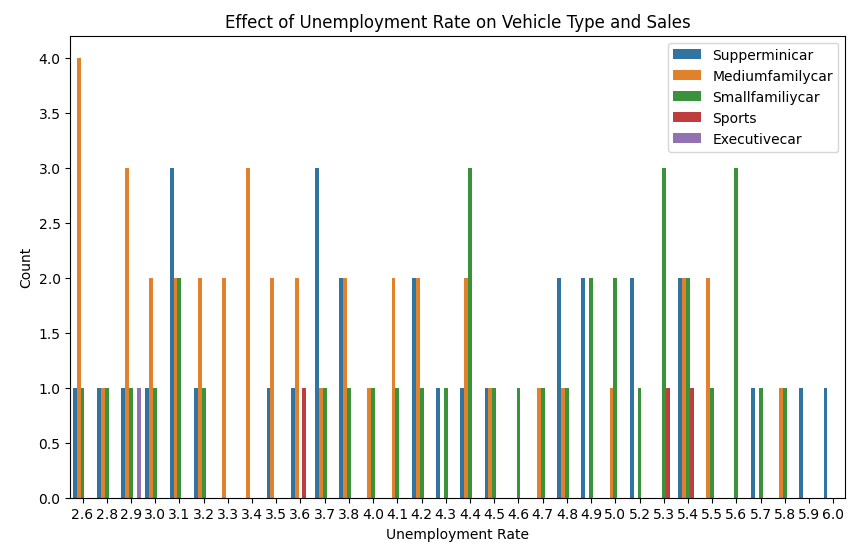 Effect of Unemployment Rate on Vehicle Type and Sales
4.0
3.5
3.0
2.5
2.0
1.5
1.0
0.5
0.0
Count
Supperminicar
Mediumfamilycar
Smallfamiliycar
Sports
Executivecar
2.6 2.8 2.9 3.0 3.1 3.2 3.3 3.4 3.5 3.6 3.7 3.8 4.0 4.1 4.2 4.3 4.4 4.5 4.6 4.7 4.8 4.9 5.0 5.2 5.3 5.4 5.5 5.6 5.7 5.8 5.9 6.0
Unemployment Rate